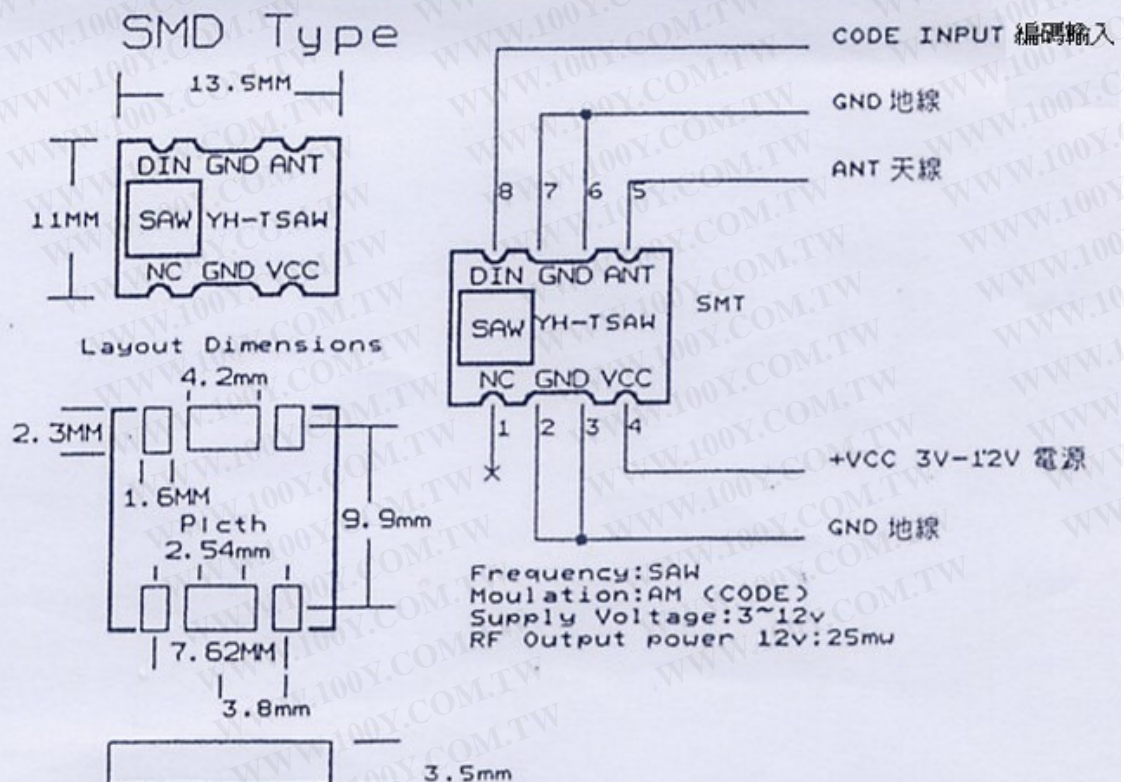 SMD Type
13.5MM
DIN GND ANT
11MM
SAW YH-TSAW
NC GND VCC
Layout Dimensions
4.2mm
2.3MM
1.6MM
Picth
2.54mm
9.9mm
7.62MM
3.8mm
3.5mm
CODE INPUT 編碼輸入
GND 地線
ANT 天線
8 7 6 5
DIN GND ANT
SAW YH-TSAW
SMT
NC GND VCC
1 2 3 4
+VCC 3V-12V 電源
GND 地線
Frequency:SAW
Moulation:AM (CODE)
Supply Voltage:3~12v
RF Output power 12v:25mw
WWW.100Y.COM.TW